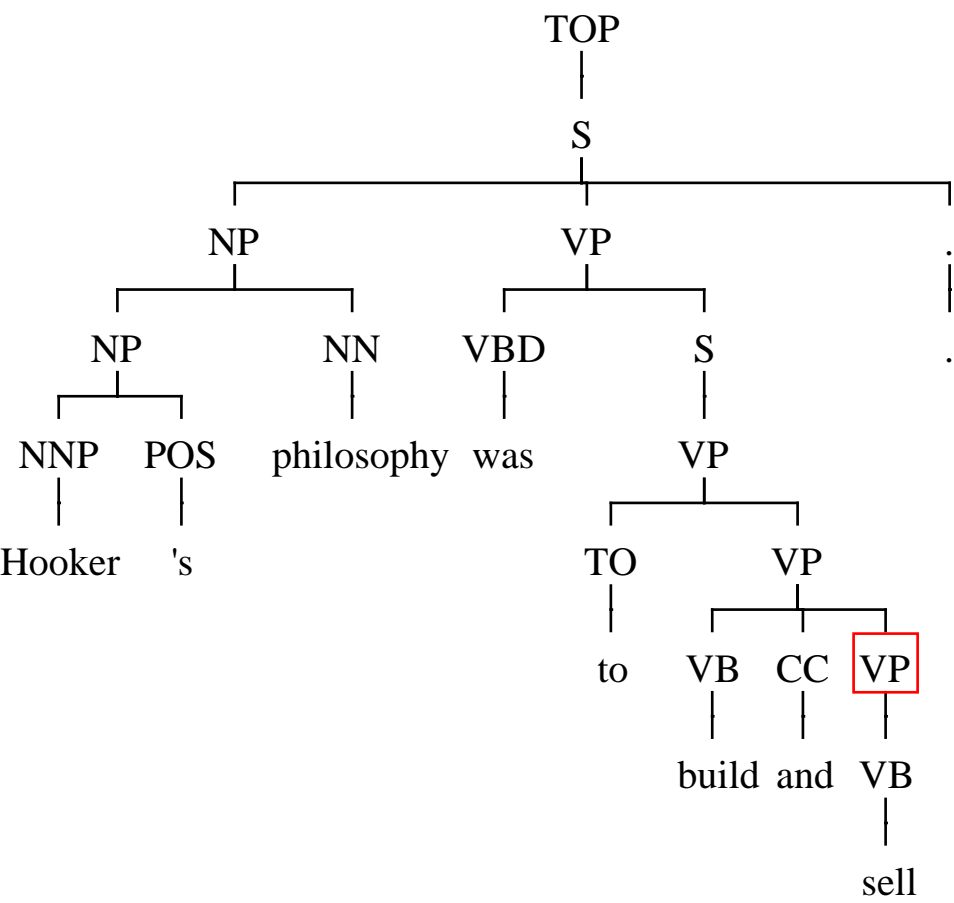 TOP
S
NP VP .
NP NN VBD S .
NNP POS philosophy was VP
Hooker 's TO VP
to VB CC VP
build and VB
sell